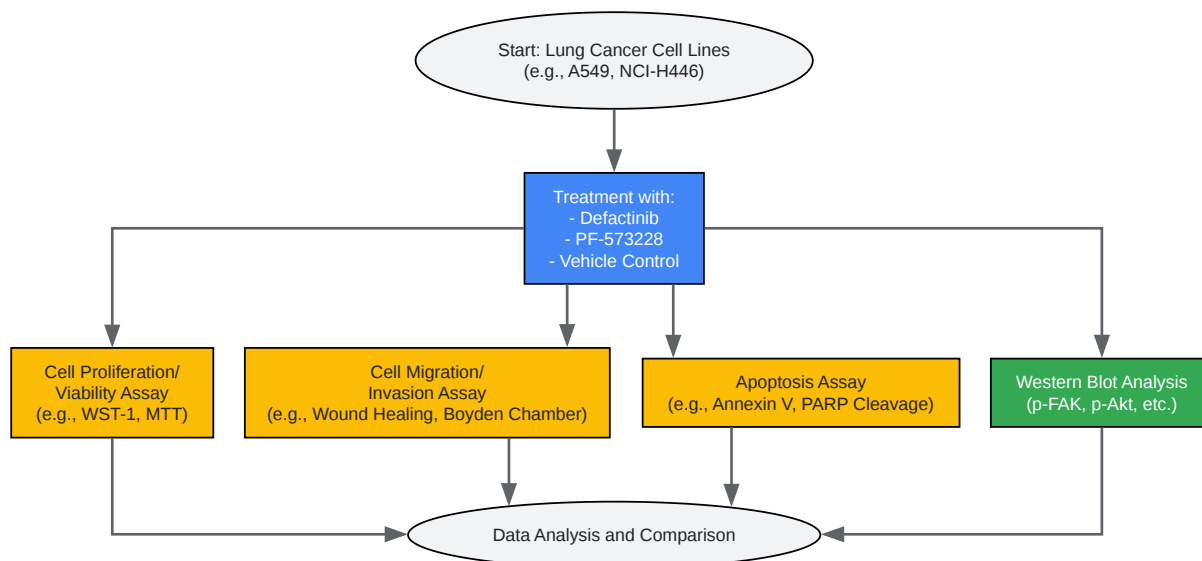 Start: Lung Cancer Cell Lines
(e.g., A549, NCI-H446)
Treatment with:
- Defactinib
- PF-573228
- Vehicle Control
Cell Proliferation/
Viability Assay
(e.g., WST-1, MTT)
Cell Migration/
Invasion Assay
(e.g., Wound Healing, Boyden Chamber)
Apoptosis Assay
(e.g., Annexin V, PARP Cleavage)
Western Blot Analysis
(p-FAK, p-Akt, etc.)
Data Analysis and Comparison